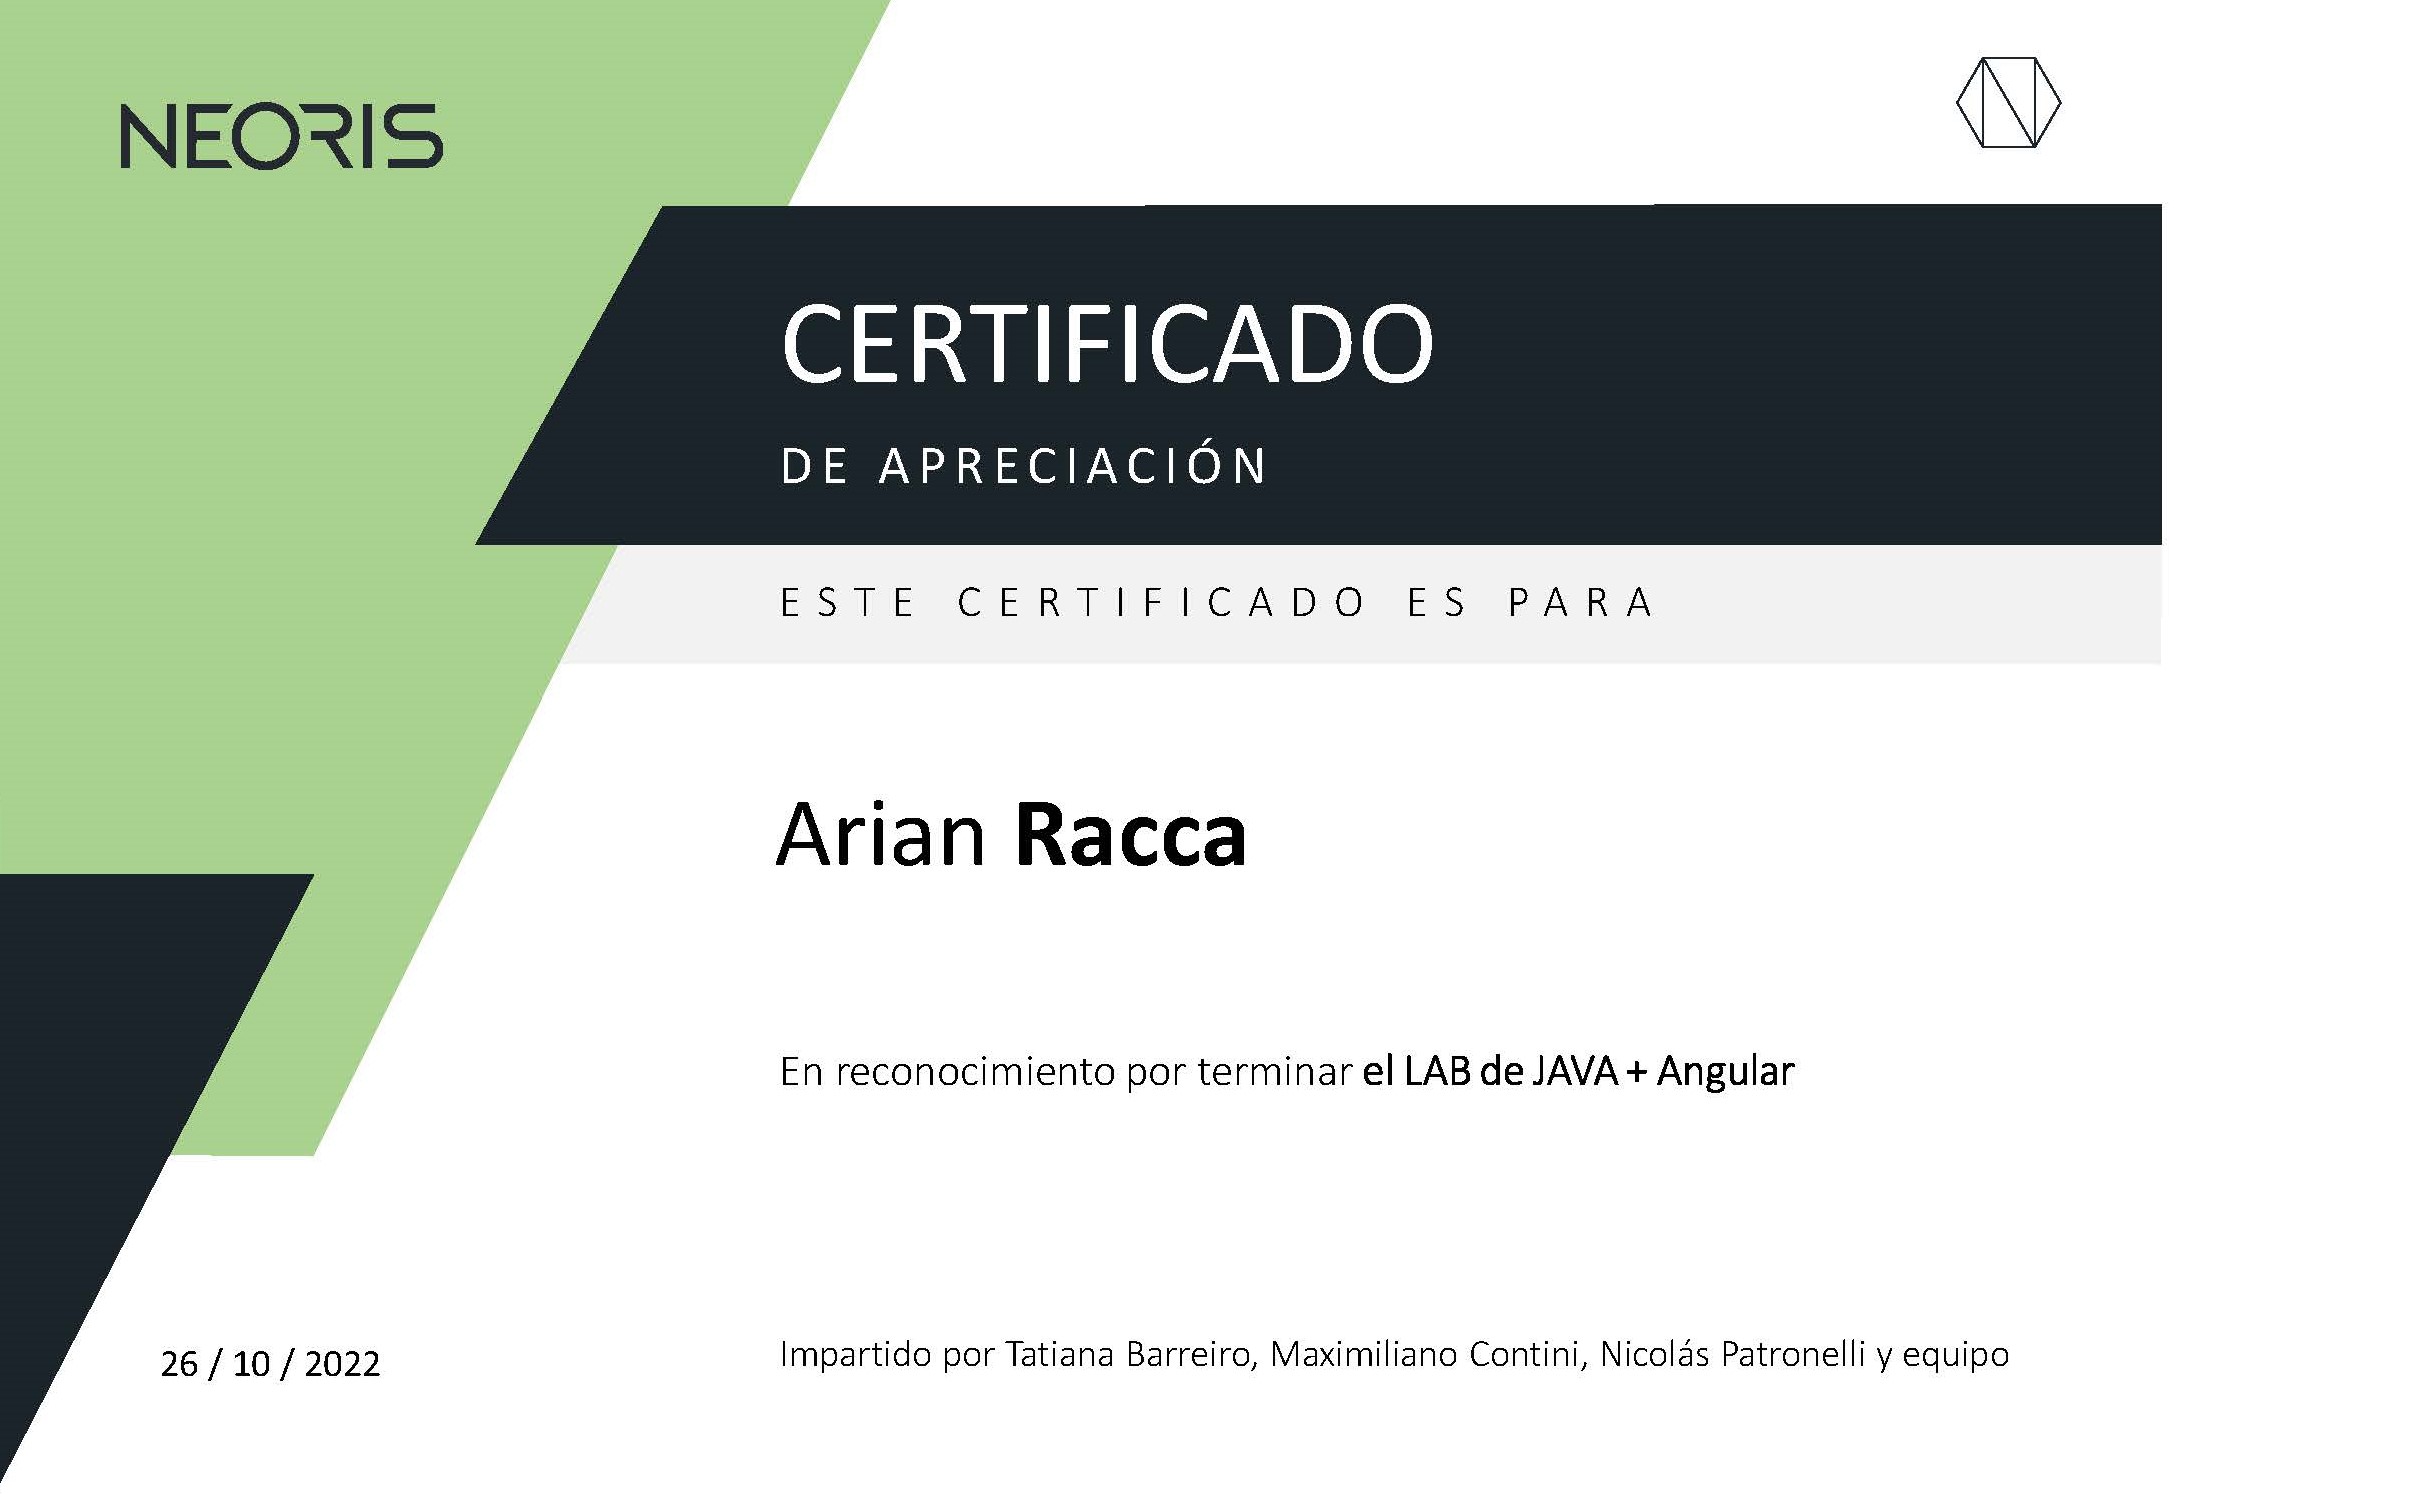 NEORIS
CERTIFICADO
DE APRECIACIÓN
ESTE CERTIFICADO ES PARA
Arian Racca
En reconocimiento por terminar el LAB de JAVA + Angular
Impartido por Tatiana Barreiro, Maximiliano Contini, Nicolás Patronelli y equipo
26 / 10 / 2022